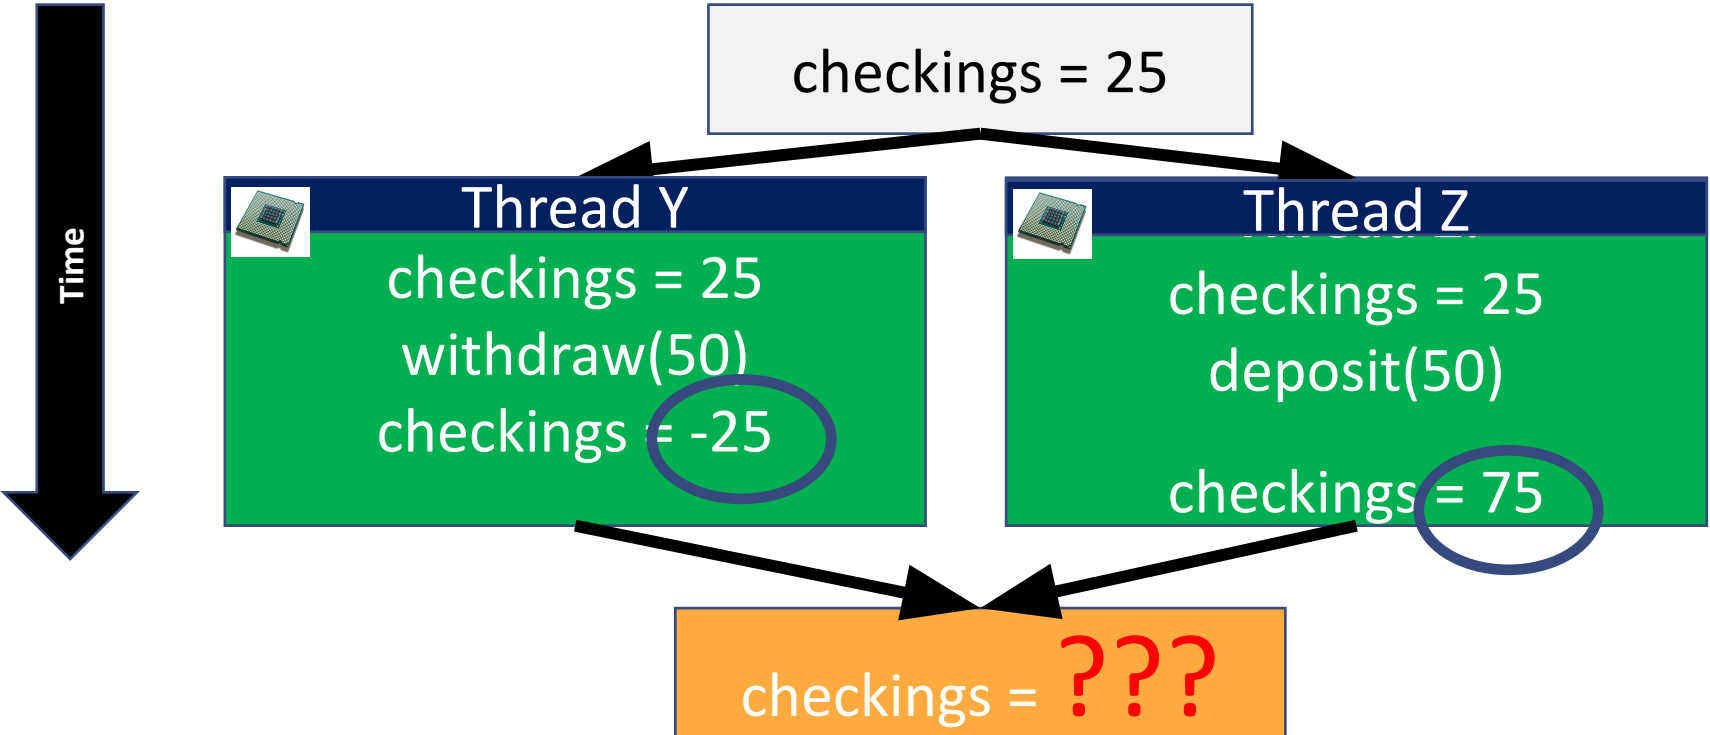 checkings = 25
Time
Thread Y
checkings = 25
withdraw(50)
checkings = -25
Thread Z
checkings = 25
deposit(50)
checkings = 75
checkings = ???